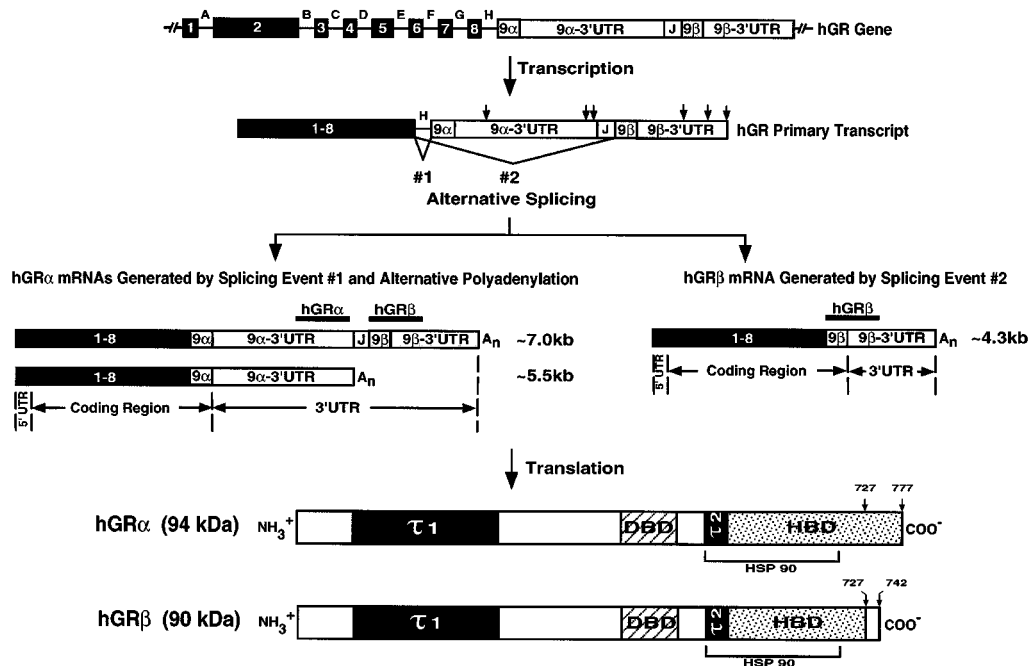 A B C D E F G H
1 2 3 4 5 6 7 8 9α 9α-3'UTR J 9β 9β-3'UTR hGR Gene
Transcription
H
1-8 9α 9α-3'UTR J 9β 9β-3'UTR hGR Primary Transcript
#1 #2
Alternative Splicing
hGRα mRNAs Generated by Splicing Event #1 and Alternative Polyadenylation
hGRβ mRNA Generated by Splicing Event #2
hGRα hGRβ
1-8 9α 9α-3'UTR J 9β 9β-3'UTR An ~7.0kb
1-8 9α 9α-3'UTR An ~5.5kb
5' UTR Coding Region 3'UTR
hGRβ
1-8 9β 9β-3'UTR An ~4.3kb
5' UTR Coding Region 3'UTR
Translation
727 777
hGRα (94 kDa) NH3+ τ1 DBD τ2 HBD COO-
HSP 90
727 742
hGRβ (90 kDa) NH3+ τ1 DBD τ2 HBD COO-
HSP 90